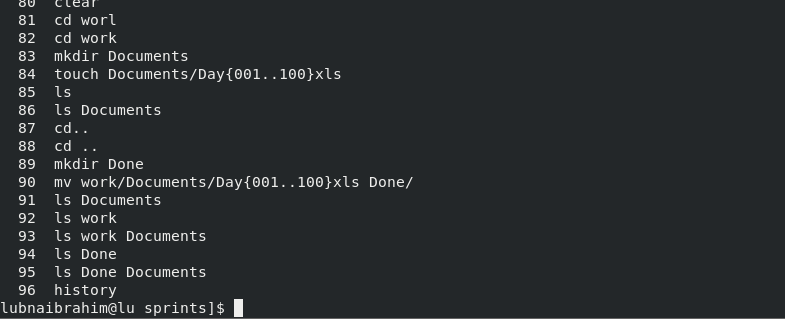 80 clear
81 cd worl
82 cd work
83 mkdir Documents
84 touch Documents/Day{001..100}xls
85 ls
86 ls Documents
87 cd..
88 cd ..
89 mkdir Done
90 mv work/Documents/Day{001..100}xls Done/
91 ls Documents
92 ls work
93 ls work Documents
94 ls Done
95 ls Done Documents
96 history
lubnaibrahim@lu sprints]$